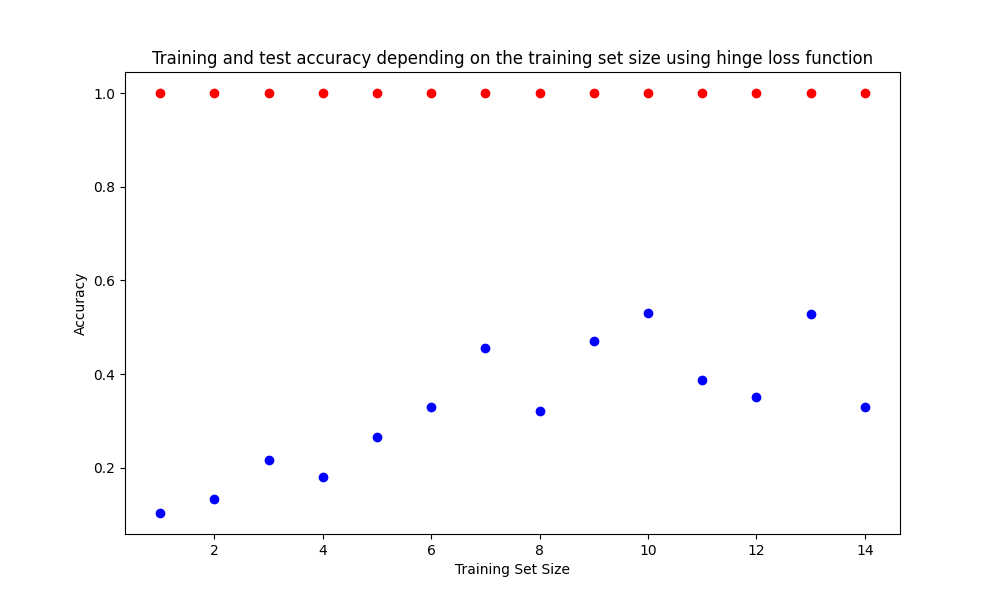 Training and test accuracy depending on the training set size using hinge loss function
1.0
0.8
0.6
0.4
0.2
Accuracy
2 4 6 8 10 12 14
Training Set Size